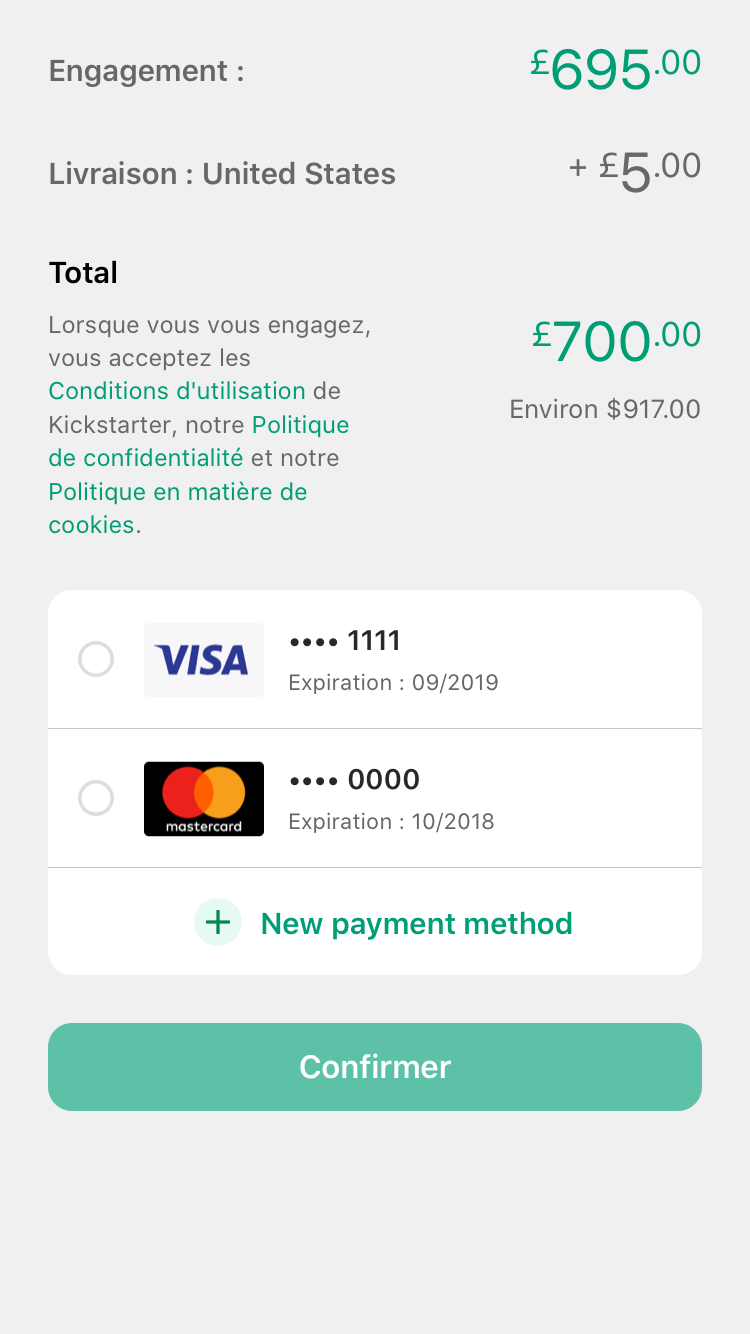 Engagement : £695.00
Livraison : United States + £5.00
Total
Lorsque vous vous engagez,
vous acceptez les
Conditions d'utilisation de
Kickstarter, notre Politique
de confidentialité et notre
Politique en matière de
cookies.
£700.00
Environ $917.00
VISA
•••• 1111
Expiration : 09/2019
mastercard
•••• 0000
Expiration : 10/2018
+ New payment method
Confirmer